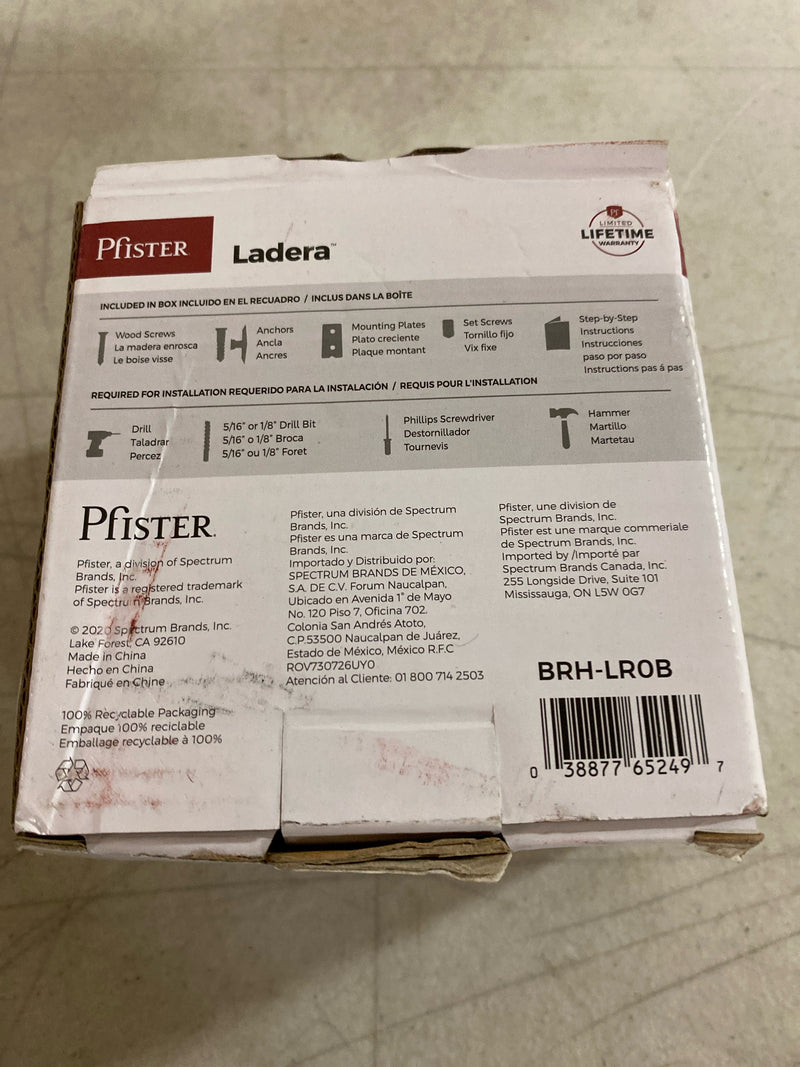 PfISTER
Ladera™
LIMITED
LIFETIME
WARRANTY
INCLUDED IN BOX INCLUIDO EN EL RECUADRO / INCLUS DANS LA BOÎTE
Wood Screws
La madera enrosca
Le boise visse
Anchors
Ancla
Ancres
Mounting Plates
Plato creciente
Plaque montant
Set Screws
Tornillo fijo
Vix fixe
Step-by-Step
Instructions
Instrucciones
paso por paso
Instructions pas á pas
REQUIRED FOR INSTALLATION REQUERIDO PARA LA INSTALACIÓN / REQUIS POUR L'INSTALLATION
Drill
Taladrar
Percez
5/16" or 1/8" Drill Bit
5/16" o 1/8" Broca
5/16" ou 1/8" Foret
Phillips Screwdriver
Destornillador
Tournevis
Hammer
Martillo
Martetau
PfISTER.
Pfister, a division of Spectrum
Brands, Inc.
Pfister is a registered trademark
of Spectrum Brands, Inc.
© 2020 Spectrum Brands, Inc.
Lake Forest, CA 92610
Made in China
Hecho en China
Fabriqué en Chine
100% Recyclable Packaging
Empaque 100% reciclable
Emballage recyclable à 100%
Pfister, una división de Spectrum
Brands, Inc.
Pfister es una marca de Spectrum
Brands, Inc.
Importado y Distribuido por:
SPECTRUM BRANDS DE MÉXICO,
S.A. DE C.V. Forum Naucalpan,
Ubicado en Avenida 1° de Mayo
No. 120 Piso 7, Oficina 702.
Colonia San Andrés Atoto,
C.P.53500 Naucalpan de Juárez,
Estado de México, México R.F.C
ROV730726UY0
Atención al Cliente: 01 800 714 2503
Pfister, une division de
Spectrum Brands, Inc.
Pfister est une marque commeriale
de Spectrum Brands, Inc.
Imported by /Importé par
Spectrum Brands Canada, Inc.
255 Longside Drive, Suite 101
Mississauga, ON L5W 0G7
BRH-LR0B
0 38877 65249 7